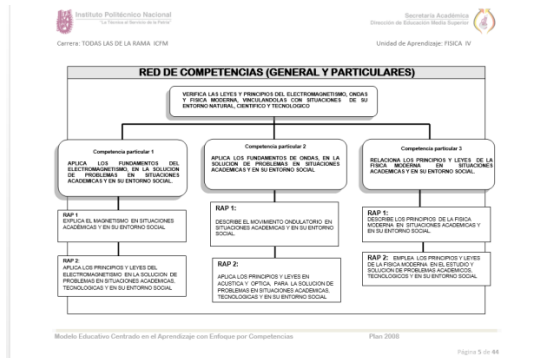 Instituto Politécnico Nacional
"La Técnica al Servicio de la Patria"
Secretaría Académica
Dirección de Educación Media Superior
Carrera: TODAS LAS DE LA RAMA ICFM
Unidad de Aprendizaje: FISICA IV
RED DE COMPETENCIAS (GENERAL Y PARTICULARES)
VERIFICA LAS LEYES Y PRINCIPIOS DEL ELECTROMAGNETISMO, ONDAS
Y FISICA MODERNA, VINCULANDOLAS CON SITUACIONES DE SU
ENTORNO NATURAL, CIENTIFICO Y TECNOLOGICO
Competencia particular 1
APLICA LOS FUNDAMENTOS DEL
ELECTROMAGNETISMO, EN LA SOLUCION
DE PROBLEMAS EN SITUACIONES
ACADEMICAS Y EN SU ENTORNO SOCIAL.
RAP 1
EXPLICA EL MAGNETISMO EN SITUACIONES
ACADÉMICAS Y EN SU ENTORNO SOCIAL.
RAP 2:
APLICA LOS PRINCIPIOS Y LEYES DEL
ELECTROMAGNETISMO EN LA SOLUCION DE
PROBLEMAS EN SITUACIONES ACADEMICAS,
TECNOLOGICAS Y EN SU ENTORNO SOCIAL
Competencia particular 2
APLICA LOS FUNDAMENTOS DE ONDAS, EN LA
SOLUCION DE PROBLEMAS EN SITUACIONES
ACADEMICAS Y EN SU ENTORNO SOCIAL
RAP 1:
DESCRIBE EL MOVIMIENTO ONDULATORIO EN
SITUACIONES ACADEMICAS Y EN SU ENTORNO
SOCIAL.
RAP 2:
APLICA LOS PRINCIPIOS Y LEYES EN
ACUSTICA Y OPTICA, PARA LA SOLUCION DE
PROBLEMAS EN SITUACIONES ACADEMICAS,
TECNOLOGICAS Y EN SU ENTORNO SOCIAL
Competencia particular 3
RELACIONA LOS PRINCIPIOS Y LEYES DE LA
FISICA MODERNA EN SITUACIONES
ACADEMICAS Y EN SU ENTORNO SOCIAL.
RAP 1:
DESCRIBE LOS PRINCIPIOS DE LA FISICA
MODERNA EN SITUACIONES ACADEMICAS Y
EN SU ENTORNO SOCIAL.
RAP 2: EMPLEA LOS PRINCIPIOS Y LEYES
DE LA FISICA MODERNA EN EL ESTUDIO Y
SOLUCION DE PROBLEMAS ACADEMICOS,
TECNOLOGICOS Y EN SU ENTORNO SOCIAL
Modelo Educativo Centrado en el Aprendizaje con Enfoque por Competencias
Plan 2008
Página 5 de 44